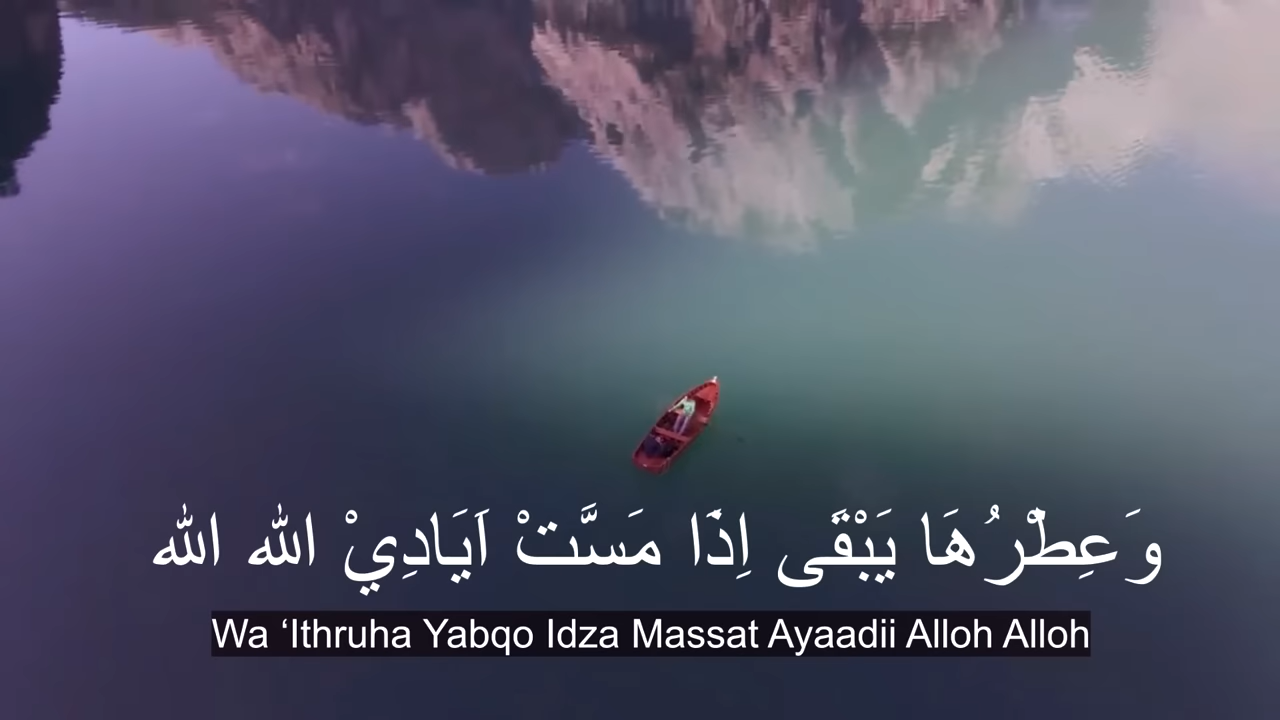 وَعِطْرُهَا يَبْقَى اِذَا مَسَّتْ اَيَادِيْ الله الله
Wa ‘Ithruha Yabqo Idza Massat Ayaadii Alloh Alloh